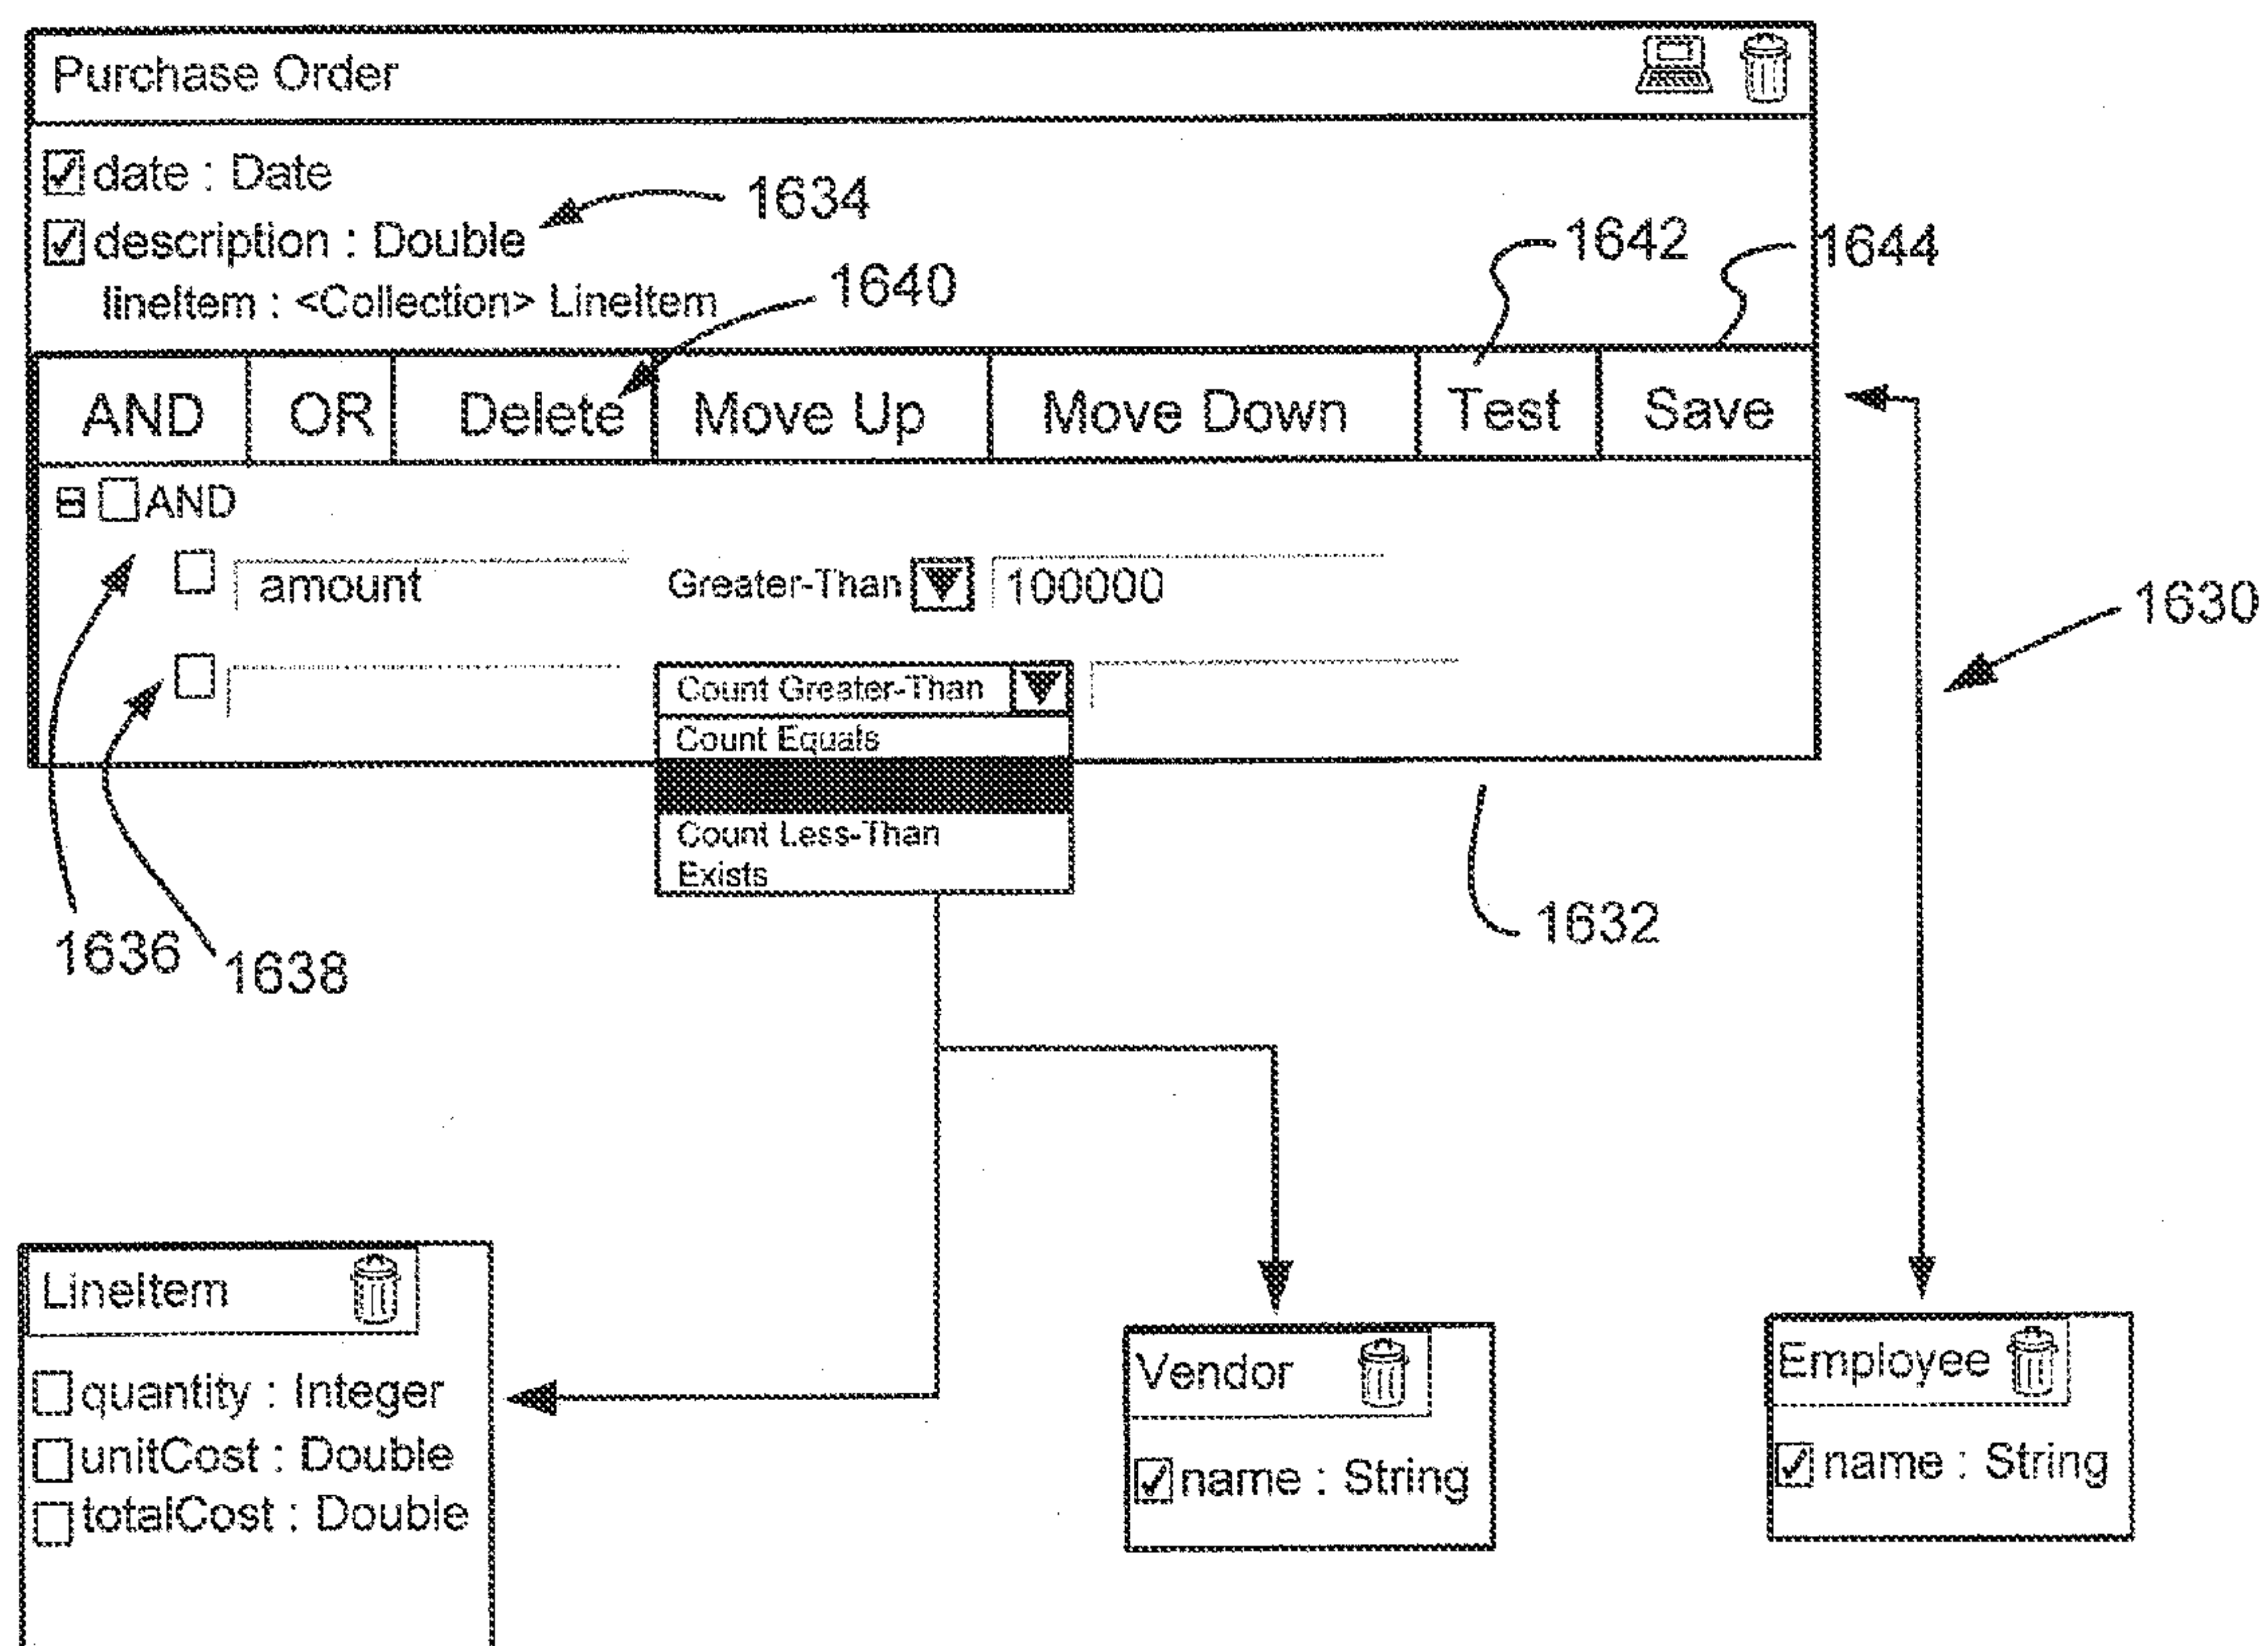 Purchase Order
date : Date
1634
description : Double
1642
1644
lineItem : <Collection> LineItem
1640
AND OR Delete Move Up Move Down Test Save
AND
amount Greater-Than 100000
1630
Count Greater-Than
Count Equals
Count Less-Than
Exists
1632
1636
1638
LineItem
quantity : Integer
unitCost : Double
totalCost : Double
Vendor
name : String
Employee
name : String